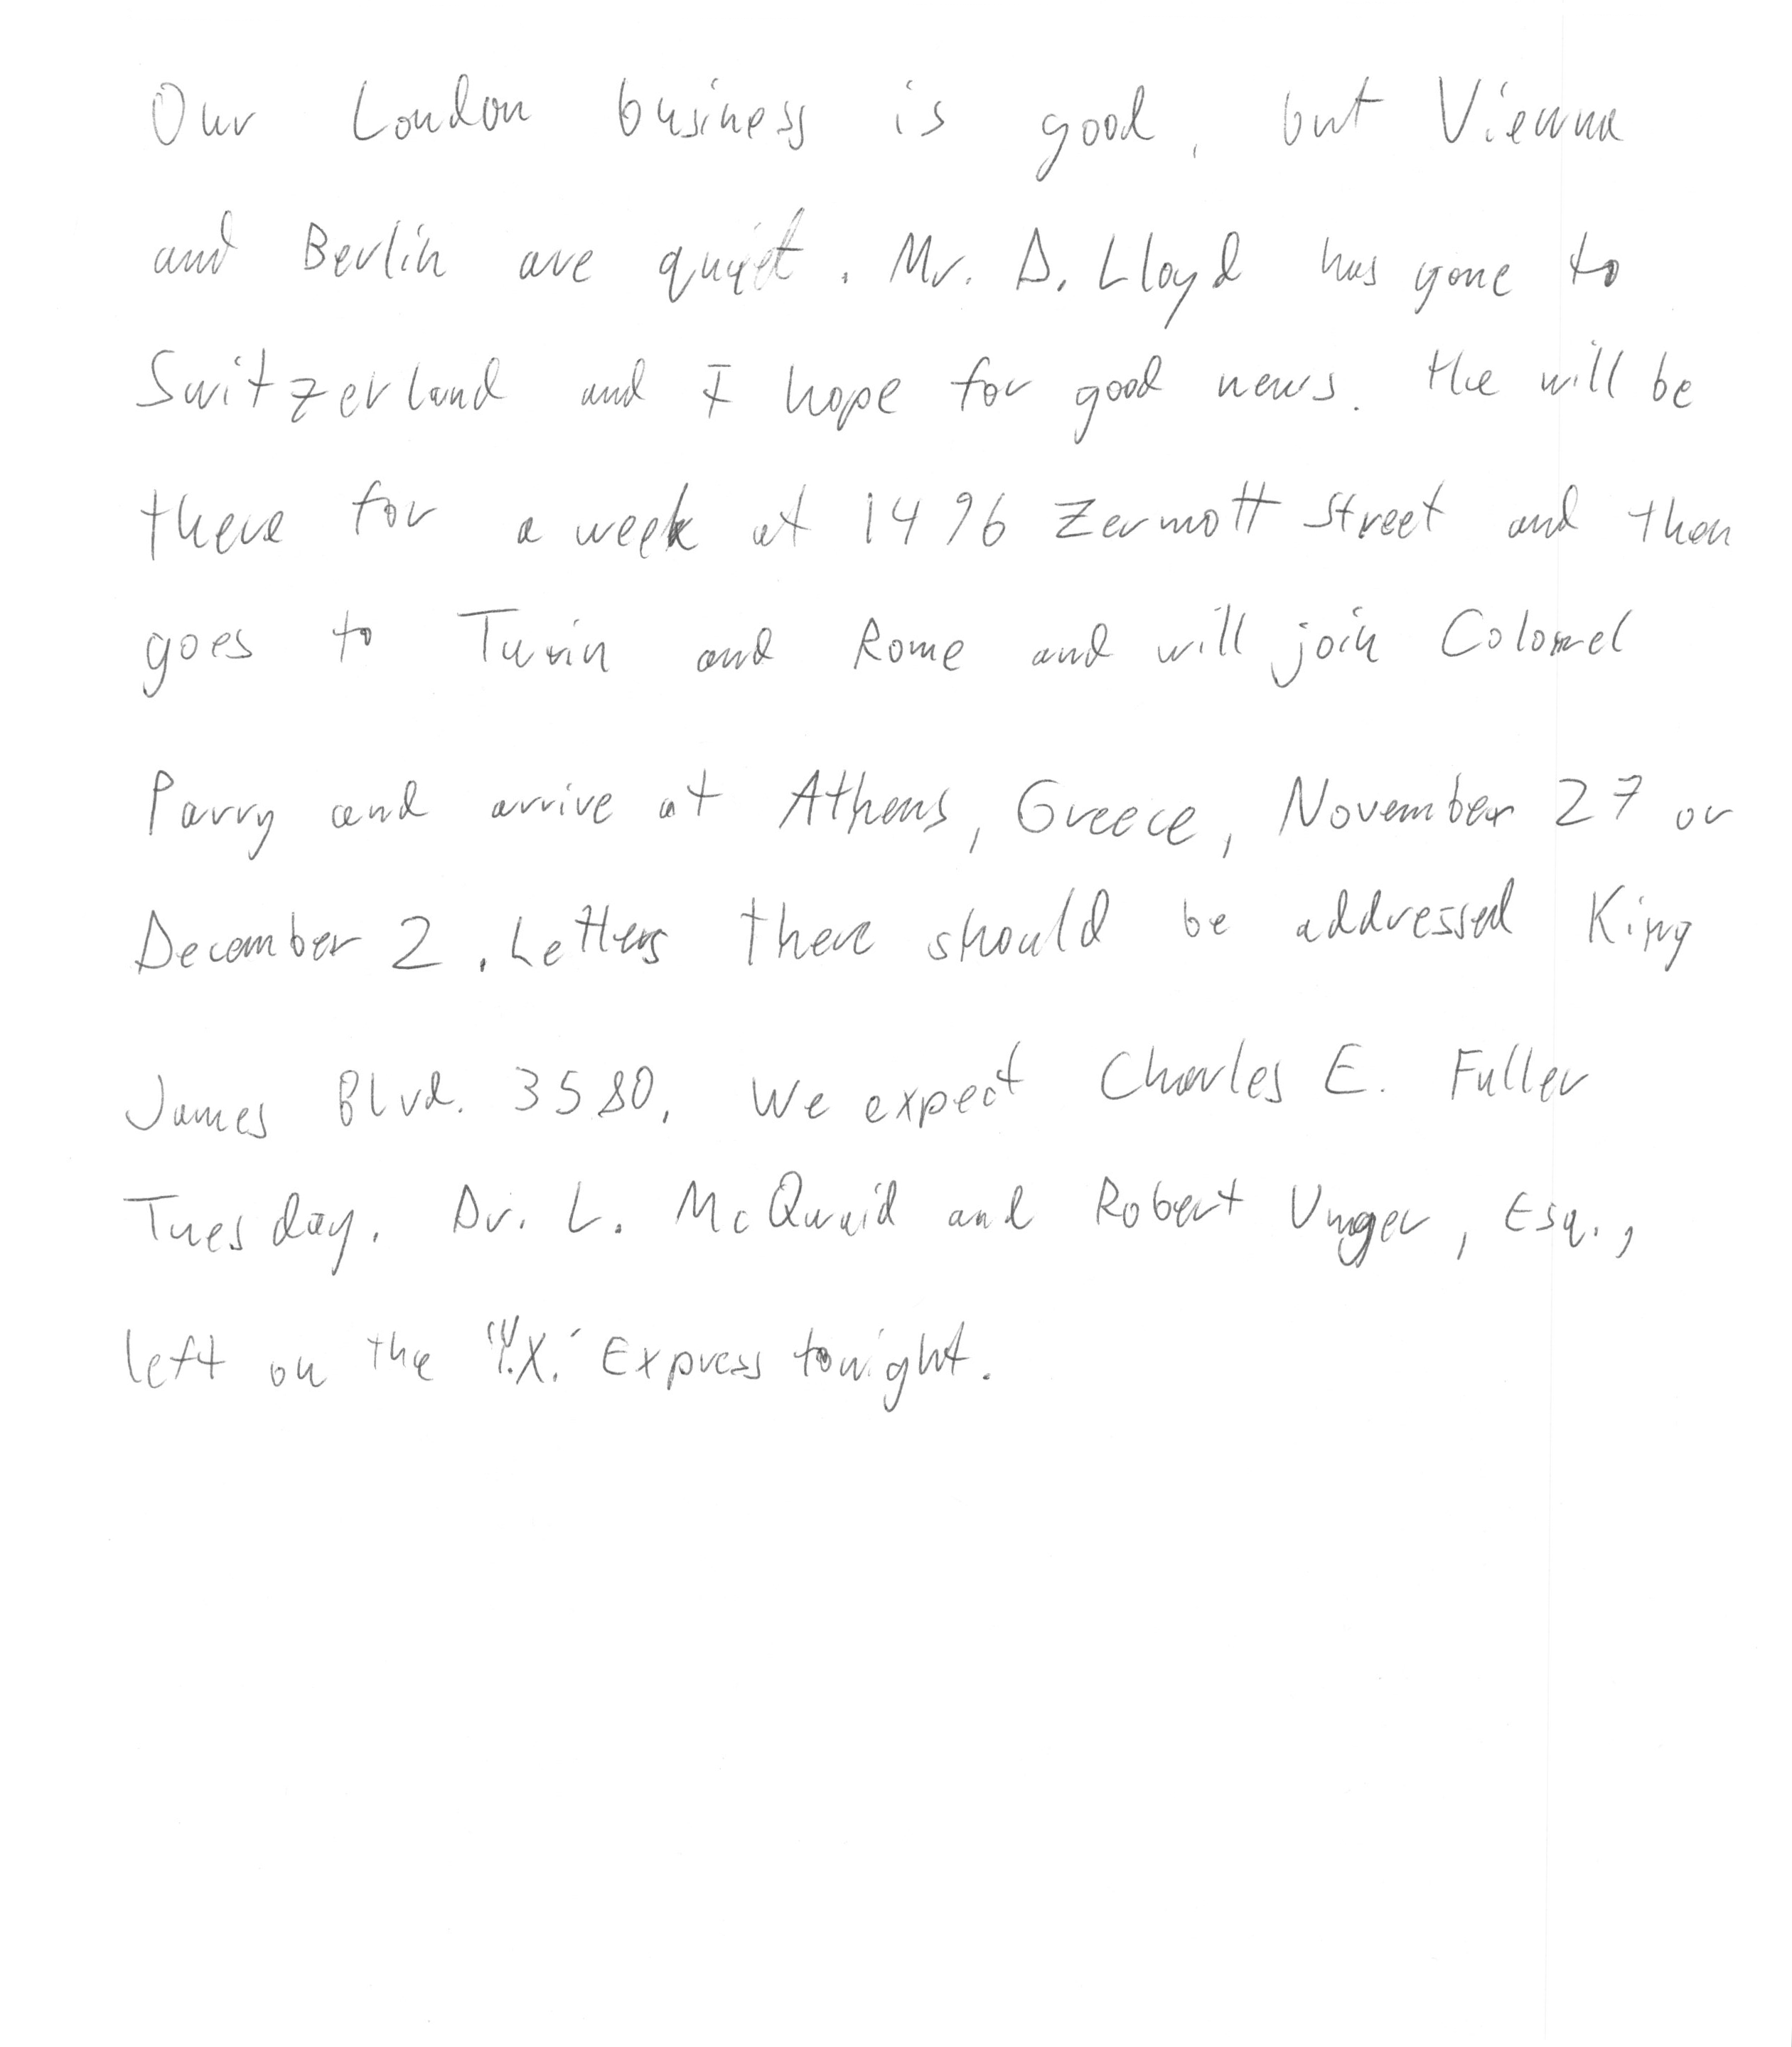 Our London business is good, but Vienna
and Berlin are quiet. Mr. D. Lloyd has gone to
Switzerland and I hope for good news. He will be
there for a week at 1496 Zermott Street and then
goes to Turin and Rome and will join Colonel
Parry and arrive at Athens, Greece, November 27 or
December 2. Letters there should be addressed King
James Blvd. 3580. We expect Charles E. Fuller
Tuesday. Dr. L. McQuaid and Robert Unger, Esq.,
left on the "Y.X." Express tonight.